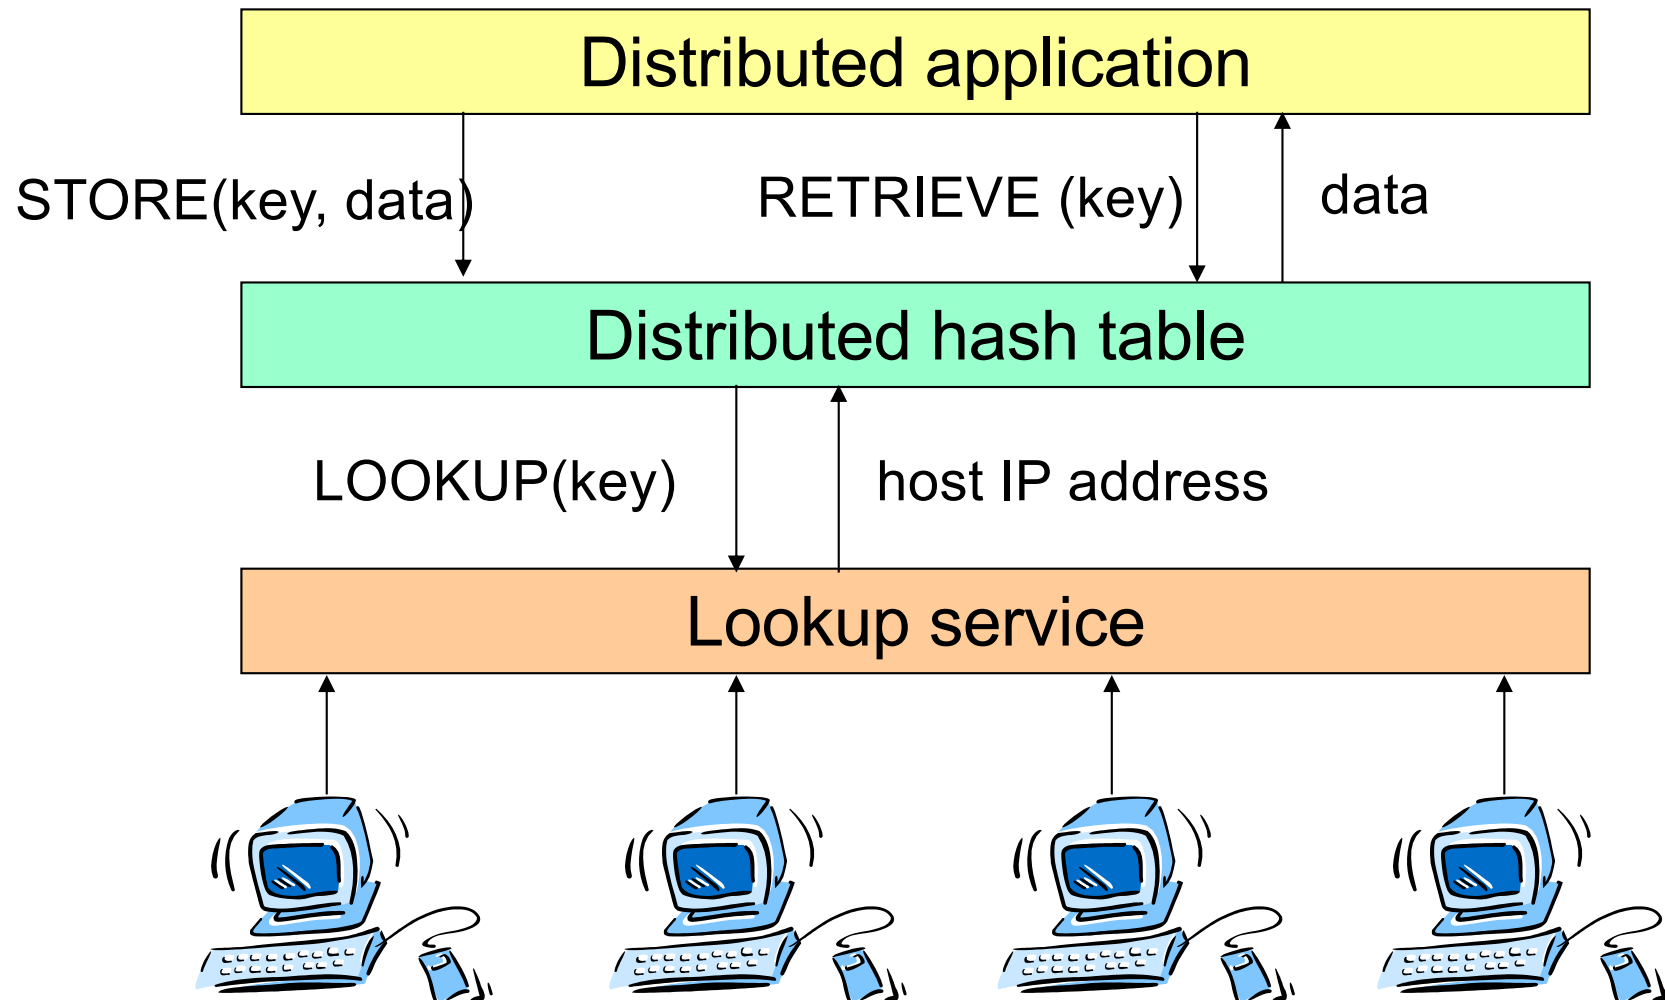 Distributed application
STORE(key, data)
RETRIEVE (key)
data
Distributed hash table
LOOKUP(key)
host IP address
Lookup service